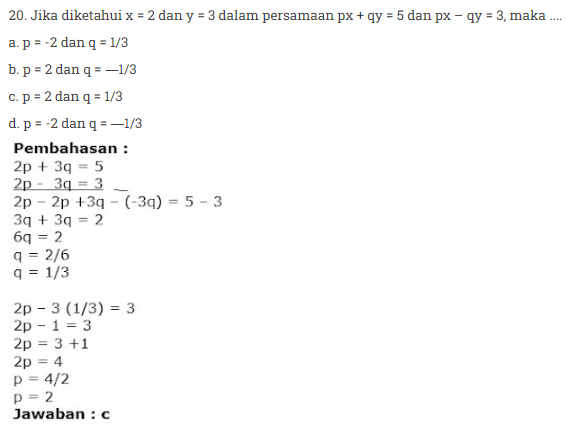 20. Jika diketahui x = 2 dan y = 3 dalam persamaan px + qy = 5 dan px − qy = 3, maka ....
a. p = -2 dan q = 1/3
b. p = 2 dan q = —1/3
c. p = 2 dan q = 1/3
d. p = -2 dan q = —1/3
Pembahasan :
2p + 3q = 5
2p - 3q = 3 _
2p − 2p +3q − (-3q) = 5 − 3
3q + 3q = 2
6q = 2
q = 2/6
q = 1/3
2p − 3 (1/3) = 3
2p − 1 = 3
2p = 3 +1
2p = 4
p = 4/2
p = 2
Jawaban : c